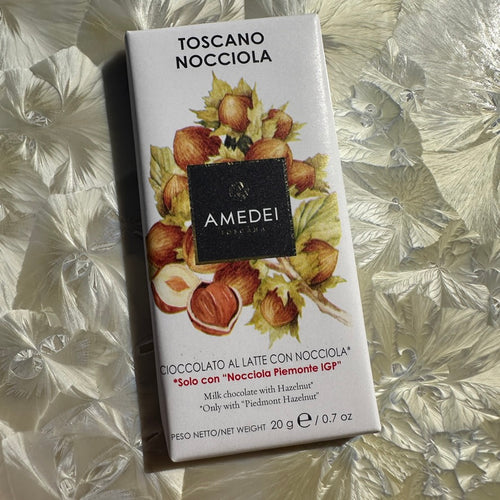 TOSCANO
NOCCIOLA
AMEDEI
TOSCANA
CIOCCOLATO AL LATTE CON NOCCIOLA*
*Solo con "Nocciola Piemonte IGP"
Milk chocolate with Hazelnut*
*Only with "Piedmont Hazelnut"
PESO NETTO/NET WEIGHT 20 g ℮ / 0.7 oz